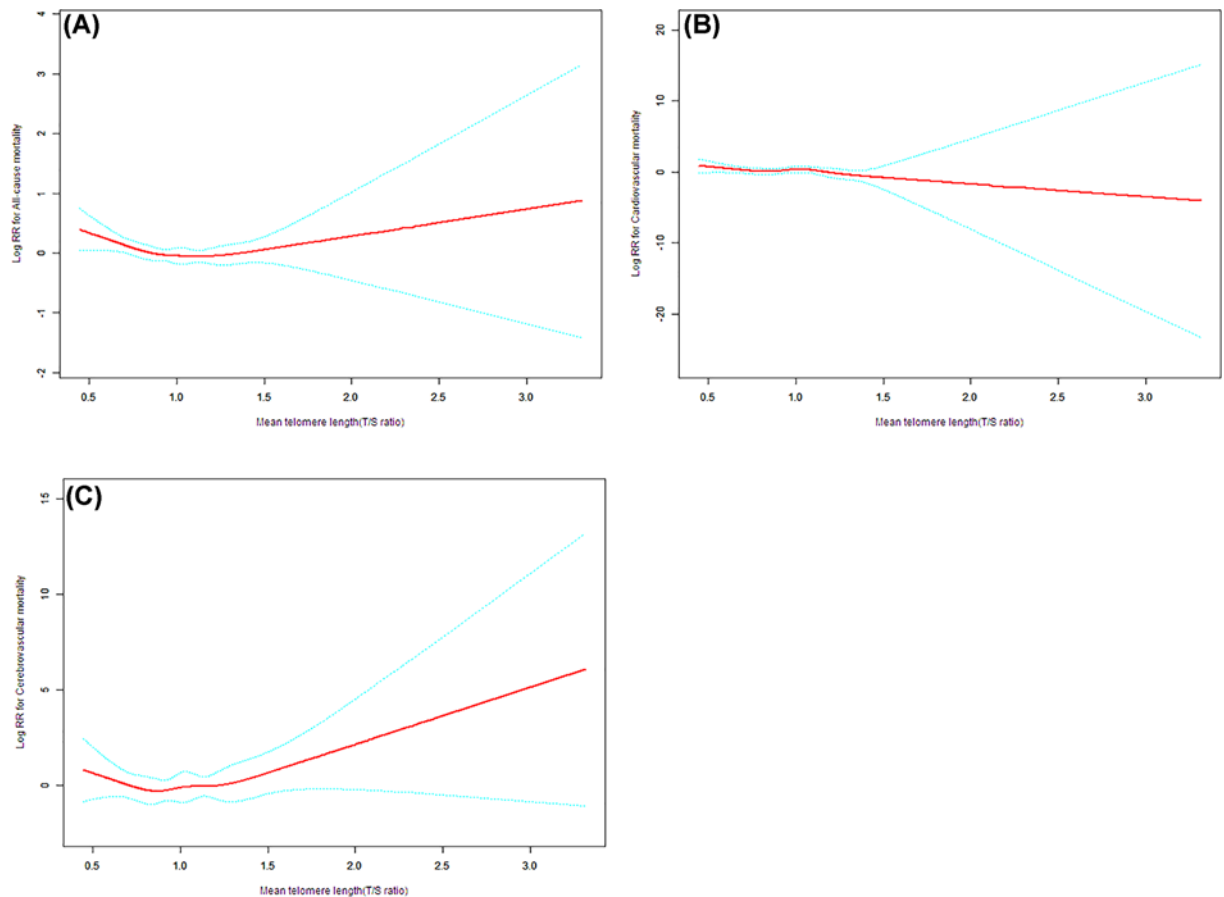 (A)
Log RR for All-cause mortality
4
3
2
1
0
-1
-2
0.5 1.0 1.5 2.0 2.5 3.0
Mean telomere length(T/S ratio)
(B)
Log RR for Cardiovascular mortality
20
10
0
-10
-20
0.5 1.0 1.5 2.0 2.5 3.0
Mean telomere length(T/S ratio)
(C)
Log RR for Cerebrovascular mortality
15
10
5
0
0.5 1.0 1.5 2.0 2.5 3.0
Mean telomere length(T/S ratio)